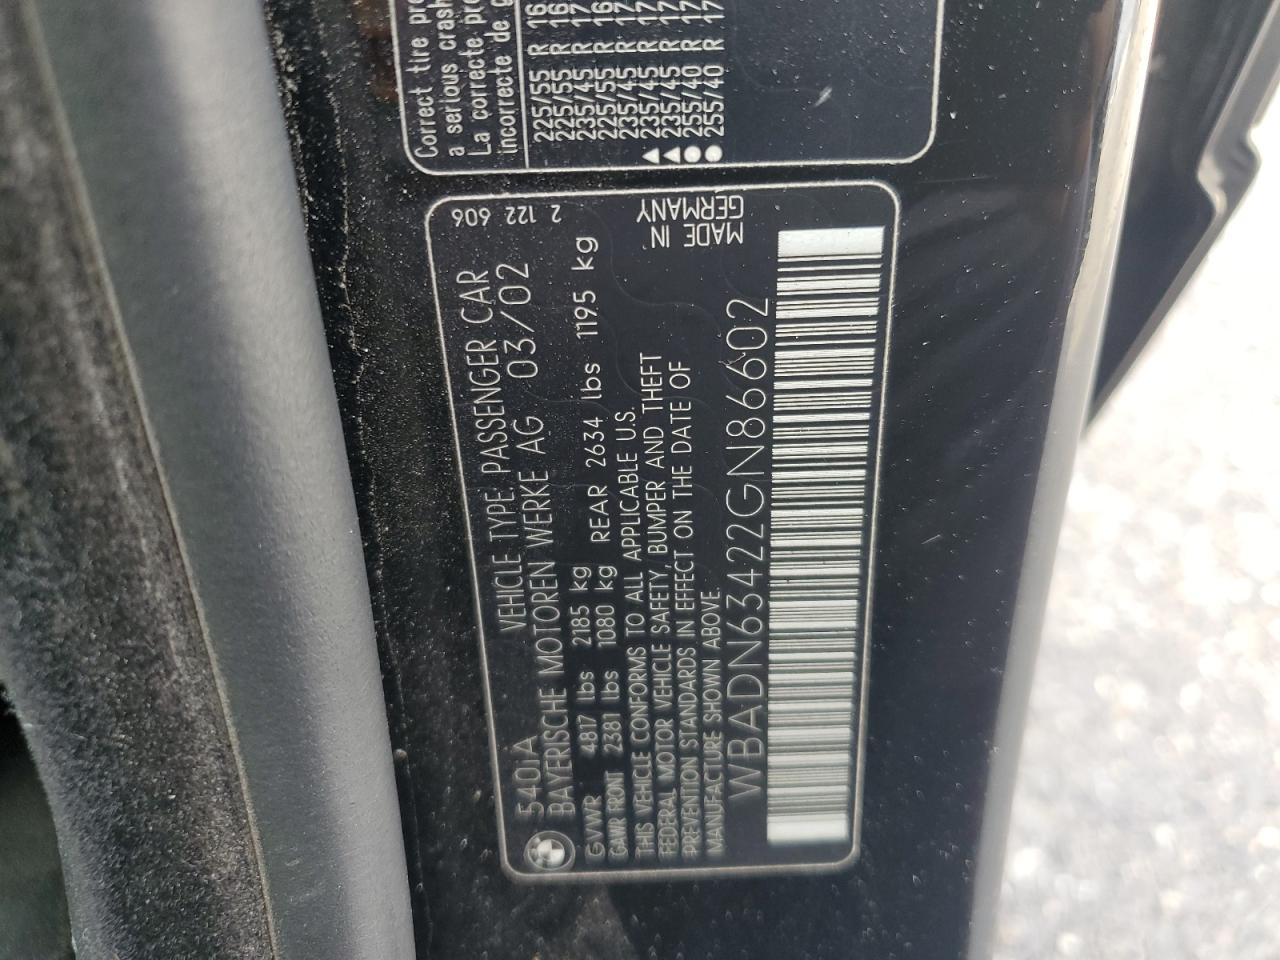 Correct tire pre
a serious crash
La correcte pre
incorrecte de g
225/55 R 16
225/55 R 16
235/45 R 17
225/55 R 16
235/45 R 17
235/45 R 17
235/45 R 17
255/40 R 17
255/40 R 17
2 122 606
540iA VEHICLE TYPE: PASSENGER CAR
BAYERISCHE MOTOREN WERKE AG 03/02
GVWR 4817 lbs 2185 kg
GAWR FRONT 2381 lbs 1080 kg REAR 2634 lbs 1195 kg
THIS VEHICLE CONFORMS TO ALL APPLICABLE U.S.
FEDERAL MOTOR VEHICLE SAFETY, BUMPER AND THEFT
PREVENTION STANDARDS IN EFFECT ON THE DATE OF
MANUFACTURE SHOWN ABOVE.
MADE IN
GERMANY
WBADN63422GN86602